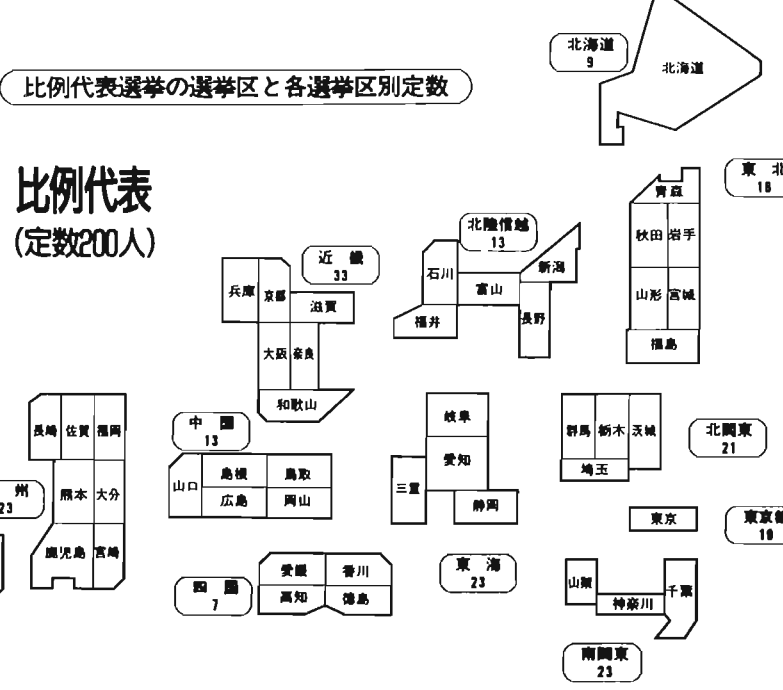 北海道
9
北海道
比例代表選挙の選挙区と各選挙区別定数
比例代表
(定数200人)
東 北
16
青森
秋田 岩手
山形 宮城
福島
北陸信越
13
石川
新潟
富山
福井
長野
近 畿
33
兵庫
京都
滋賀
大阪 奈良
和歌山
中 国
13
山口
島根 鳥取
広島 岡山
長崎 佐賀 福岡
熊本 大分
鹿児島 宮崎
州
23
四 国
7
愛媛 香川
高知 徳島
岐阜
愛知
三重
静岡
東 海
23
群馬 栃木 茨城
埼玉
北関東
21
東京
東京都
19
山梨
神奈川
千葉
南関東
23